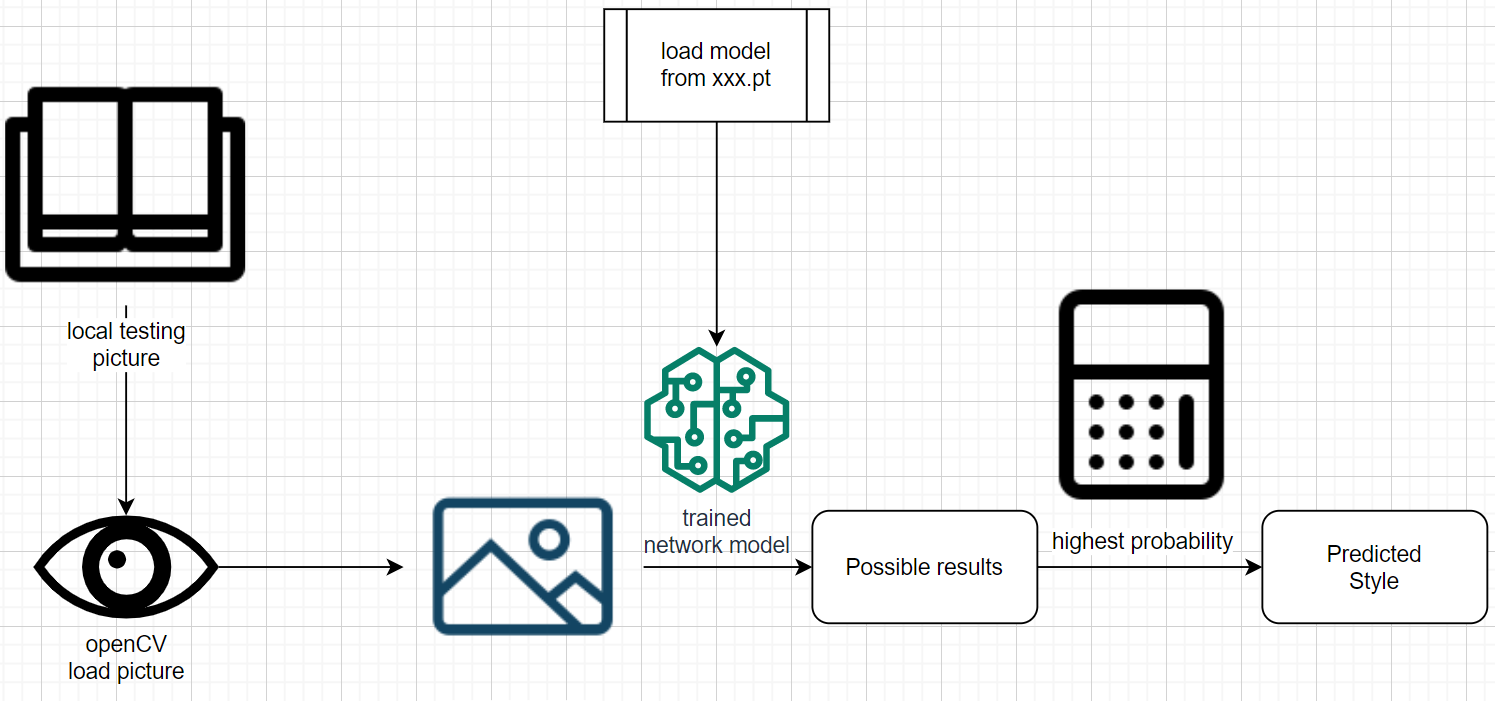 load model
from xxx.pt
local testing
picture
trained
network model
openCV
load picture
Possible results
highest probability
Predicted
Style